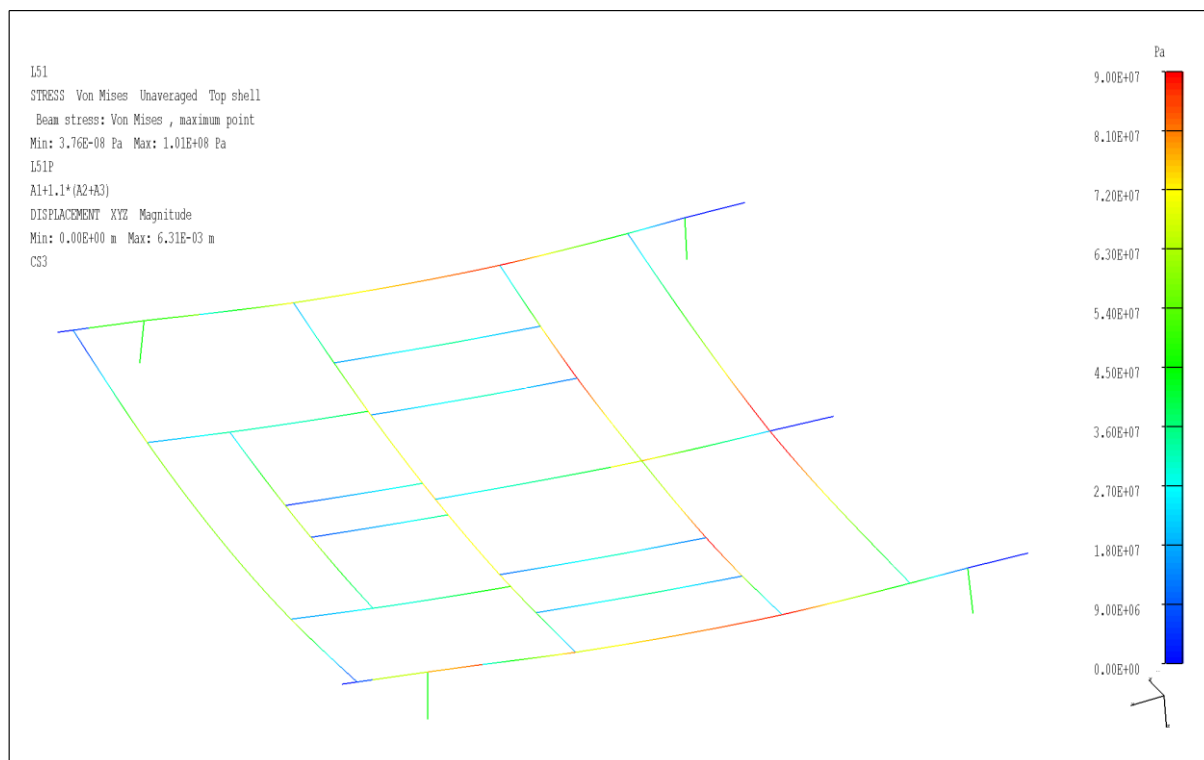 L51
STRESS Von Mises Unaveraged Top shell
Beam stress: Von Mises , maximum point
Min: 3.76E-08 Pa Max: 1.01E+08 Pa
L51P
A1+1.1*(A2+A3)
DISPLACEMENT XYZ Magnitude
Min: 0.00E+00 m Max: 6.31E-03 m
CS3
Pa
9.00E+07
8.10E+07
7.20E+07
6.30E+07
5.40E+07
4.50E+07
3.60E+07
2.70E+07
1.80E+07
9.00E+06
0.00E+00